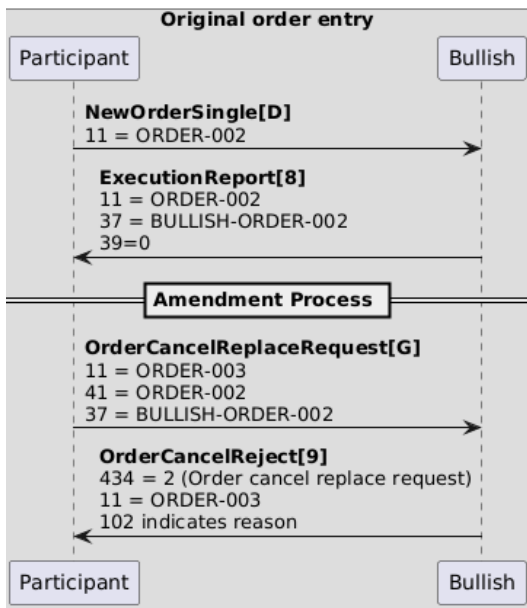 Original order entry
Participant
Bullish
NewOrderSingle[D]
11 = ORDER-002
ExecutionReport[8]
11 = ORDER-002
37 = BULLISH-ORDER-002
39=0
Amendment Process
OrderCancelReplaceRequest[G]
11 = ORDER-003
41 = ORDER-002
37 = BULLISH-ORDER-002
OrderCancelReject[9]
434 = 2 (Order cancel replace request)
11 = ORDER-003
102 indicates reason
Participant
Bullish